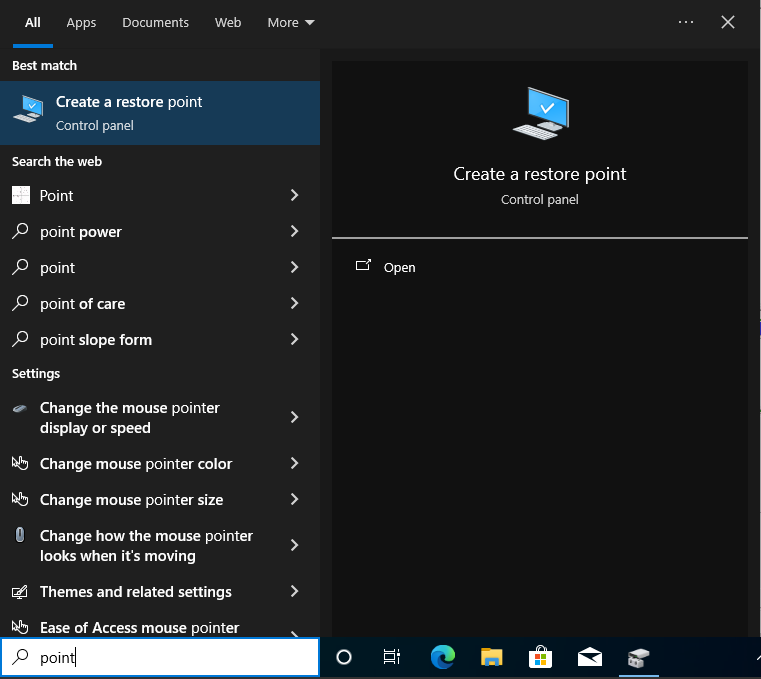 All Apps Documents Web More
Best match
Create a restore point
Control panel
Search the web
Point
point power
point
point of care
point slope form
Settings
Change the mouse pointer
display or speed
Change mouse pointer color
Change mouse pointer size
Change how the mouse pointer
looks when it's moving
Themes and related settings
Ease of Access mouse pointer
point
Create a restore point
Control panel
Open